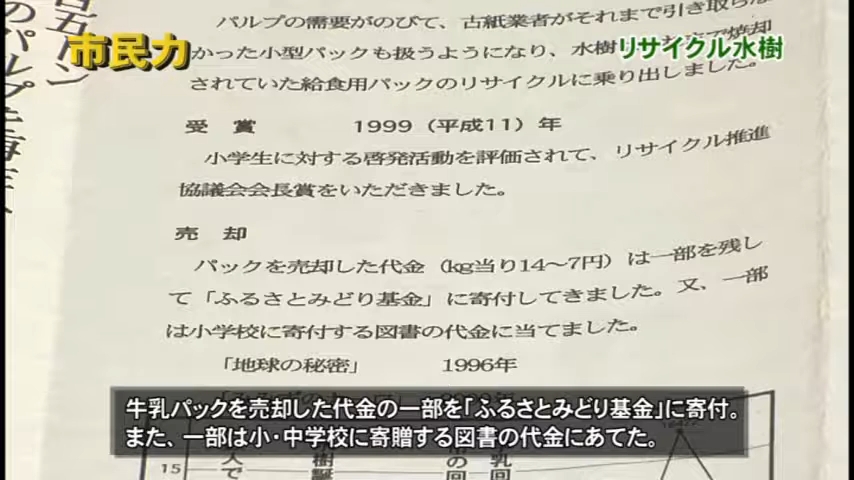 市民力
リサイクル水樹
パルプの需要がのびて、古紙業者がそれまで引き取らな
かった小型パックも扱うようになり、水樹
されていた給食用パックのリサイクルに乗り出しました。
受賞 1999(平成11)年
小学生に対する啓発活動を評価されて、リサイクル推進
協議会会長賞をいただきました。
売却
パックを売却した代金(kg当り14~7円)は一部を残し
て「ふるさとみどり基金」に寄付してきました。又、一部
は小学校に寄付する図書の代金に当てました。
「地球の秘密」 1996年
牛乳パックを売却した代金の一部を「ふるさとみどり基金」に寄付。
また、一部は小・中学校に寄贈する図書の代金にあてた。
15